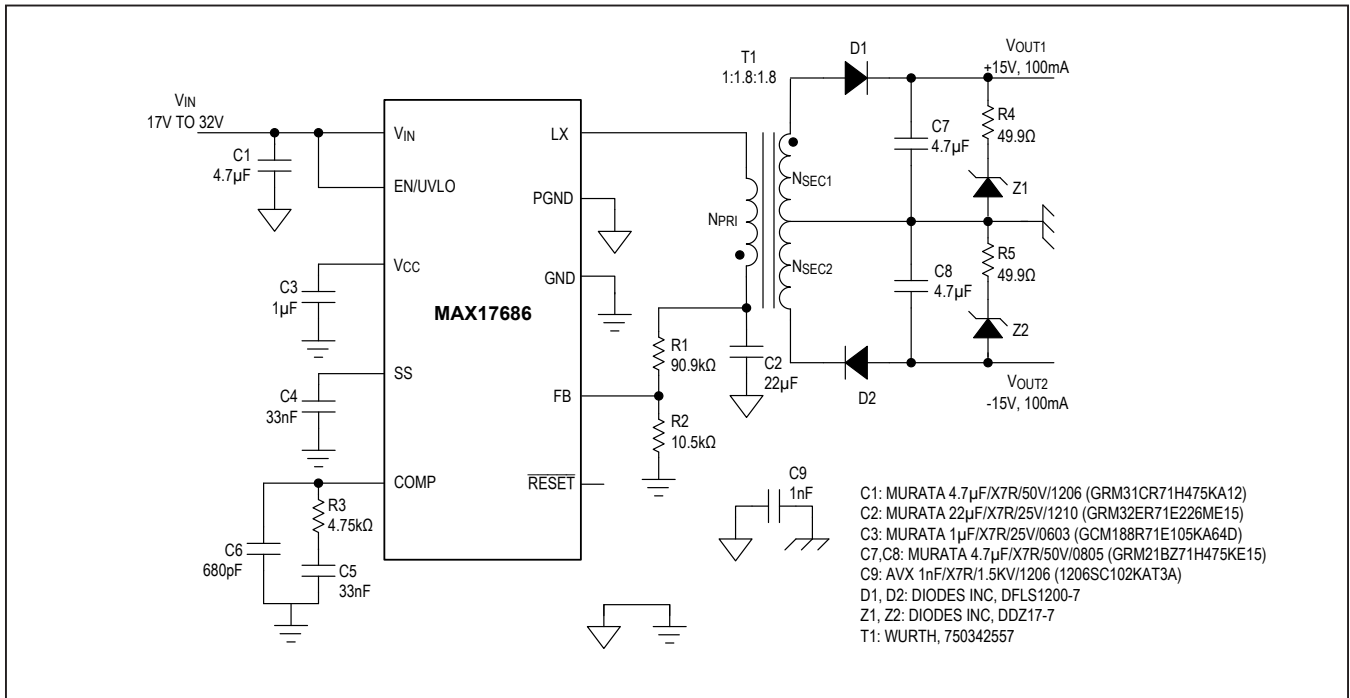 VIN
17V TO 32V
C1
4.7µF
C3
1µF
C4
33nF
C6
680pF
R3
4.75kΩ
C5
33nF
VIN
EN/UVLO
VCC
SS
COMP
MAX17686
LX
PGND
GND
FB
RESET
R1
90.9kΩ
R2
10.5kΩ
C2
22µF
T1
1:1.8:1.8
NPRI
NSEC1
NSEC2
D1
D2
C7
4.7µF
C8
4.7µF
VOUT1
+15V, 100mA
R4
49.9Ω
Z1
R5
49.9Ω
Z2
VOUT2
-15V, 100mA
C9
1nF
C1: MURATA 4.7µF/X7R/50V/1206 (GRM31CR71H475KA12)
C2: MURATA 22µF/X7R/25V/1210 (GRM32ER71E226ME15)
C3: MURATA 1µF/X7R/25V/0603 (GCM188R71E105KA64D)
C7,C8: MURATA 4.7µF/X7R/50V/0805 (GRM21BZ71H475KE15)
C9: AVX 1nF/X7R/1.5KV/1206 (1206SC102KAT3A)
D1, D2: DIODES INC, DFLS1200-7
Z1, Z2: DIODES INC, DDZ17-7
T1: WURTH, 750342557